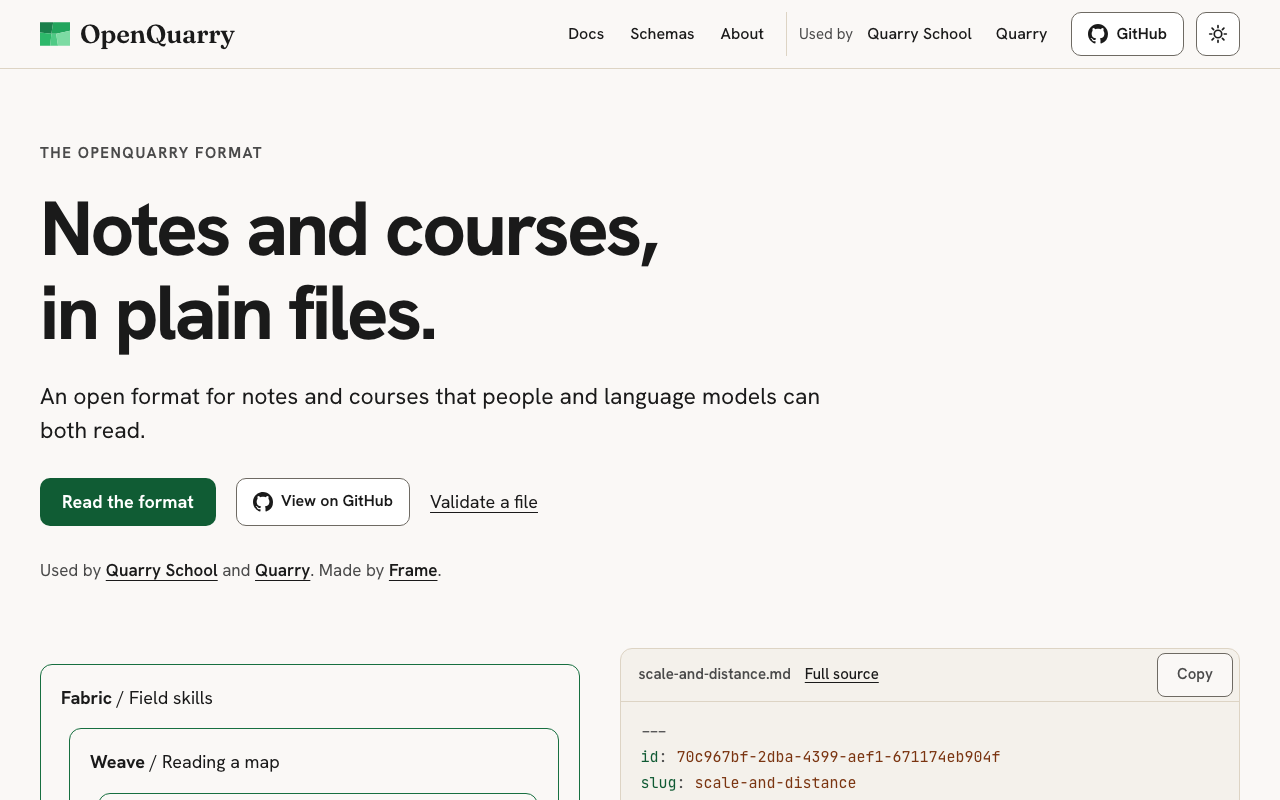 OpenQuarry
Docs Schemas About Used by Quarry School Quarry GitHub
THE OPENQUARRY FORMAT
Notes and courses,
in plain files.
An open format for notes and courses that people and language models can
both read.
Read the format View on GitHub Validate a file
Used by Quarry School and Quarry. Made by Frame.
Fabric / Field skills
Weave / Reading a map
scale-and-distance.md Full source Copy
---
id: 70c967bf-2dba-4399-aef1-671174eb904f
slug: scale-and-distance